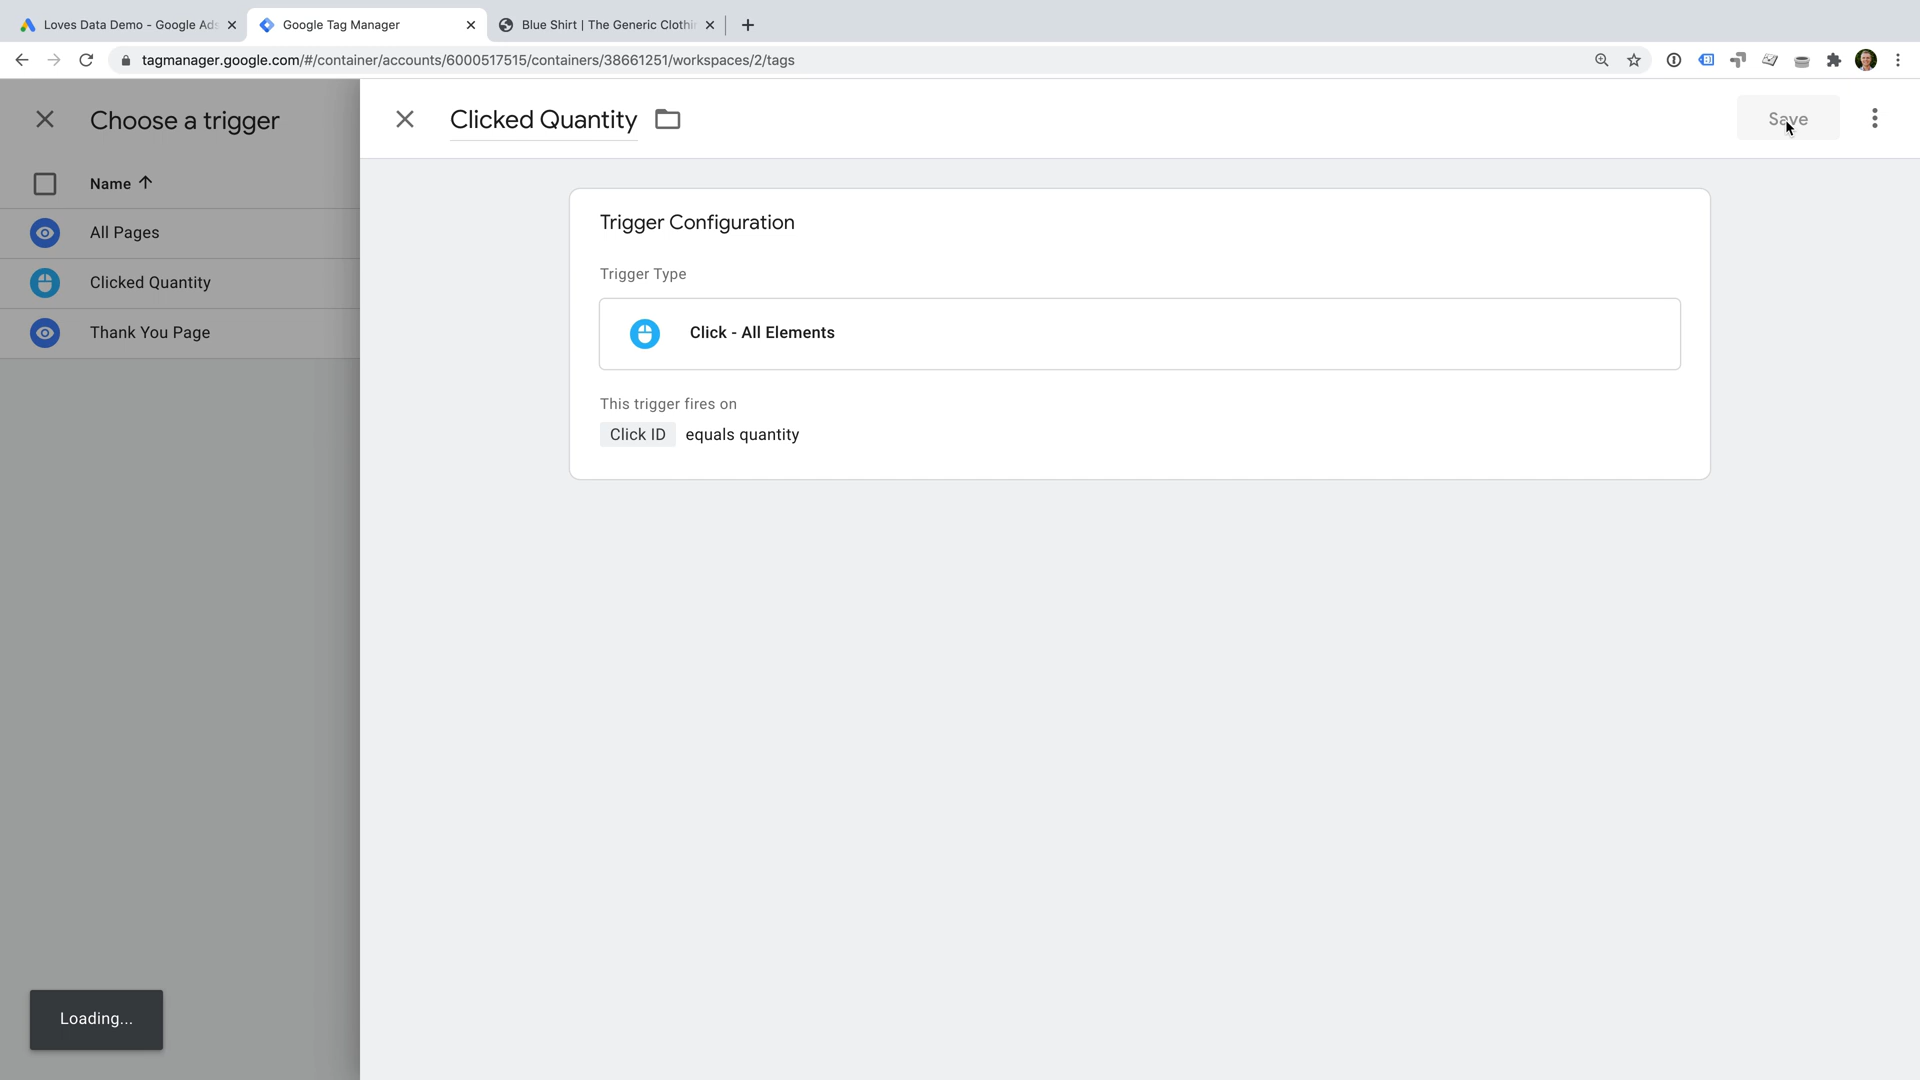 Loves Data Demo - Google Ads
Google Tag Manager
Blue Shirt | The Generic Clothi
tagmanager.google.com/#/container/accounts/6000517515/containers/38661251/workspaces/2/tags
Choose a trigger
Name
All Pages
Clicked Quantity
Thank You Page
Loading...
Clicked Quantity
Save
Trigger Configuration
Trigger Type
Click - All Elements
This trigger fires on
Click ID equals quantity